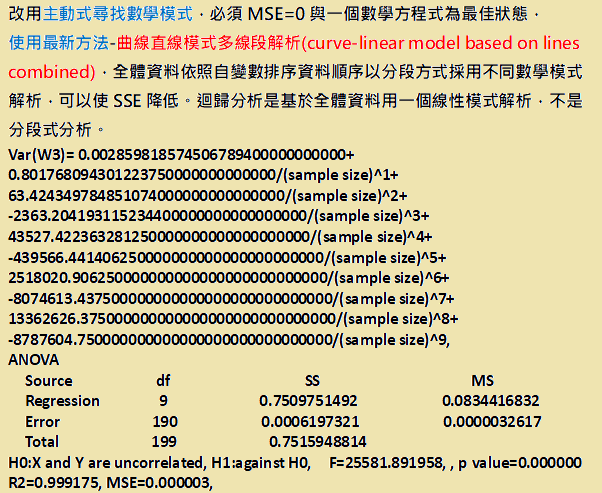 改用主動式尋找數學模式，必須 MSE=0 與一個數學方程式為最佳狀態，
使用最新方法-曲線直線模式多線段解析(curve-linear model based on lines
combined)，全體資料依照自變數排序資料順序以分段方式採用不同數學模式
解析，可以使 SSE 降低。迴歸分析是基於全體資料用一個線性模式解析，不是
分段式分析。
Var(W3)= 0.0028598185745067894000000000000+
0.8017680943012237500000000000000/(sample size)^1+
63.4243497848510740000000000000000/(sample size)^2+
-2363.2041931152344000000000000000000/(sample size)^3+
43527.4223632812500000000000000000000/(sample size)^4+
-439566.4414062500000000000000000000000/(sample size)^5+
2518020.9062500000000000000000000000000/(sample size)^6+
-8074613.4375000000000000000000000000000/(sample size)^7+
13362626.3750000000000000000000000000000/(sample size)^8+
-8787604.7500000000000000000000000000000/(sample size)^9,
ANOVA
Source df SS MS
Regression 9 0.7509751492 0.0834416832
Error 190 0.0006197321 0.0000032617
Total 199 0.7515948814
H0:X and Y are uncorrelated, H1:against H0, F=25581.891958, , p value=0.000000
R2=0.999175, MSE=0.000003,